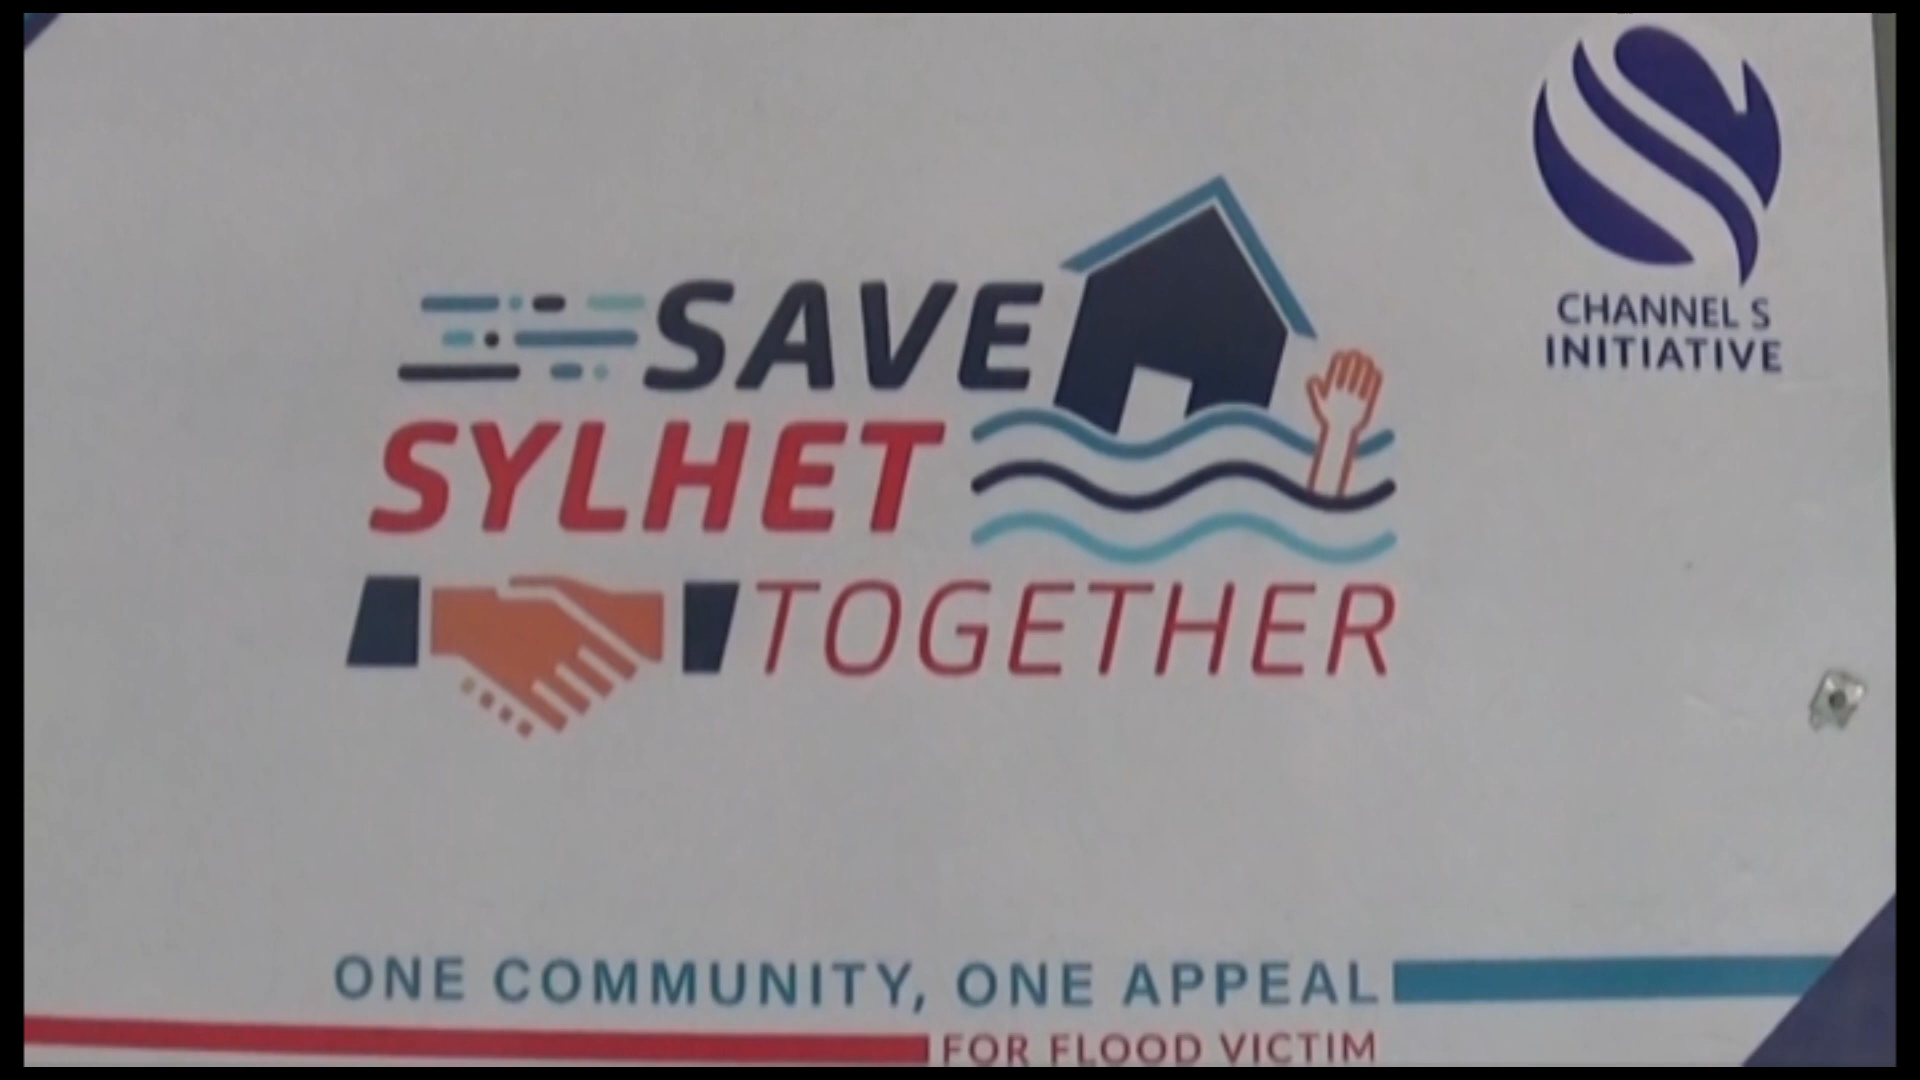 CHANNEL S
INITIATIVE
SAVE
SYLHET
TOGETHER
ONE COMMUNITY, ONE APPEAL
FOR FLOOD VICTIM